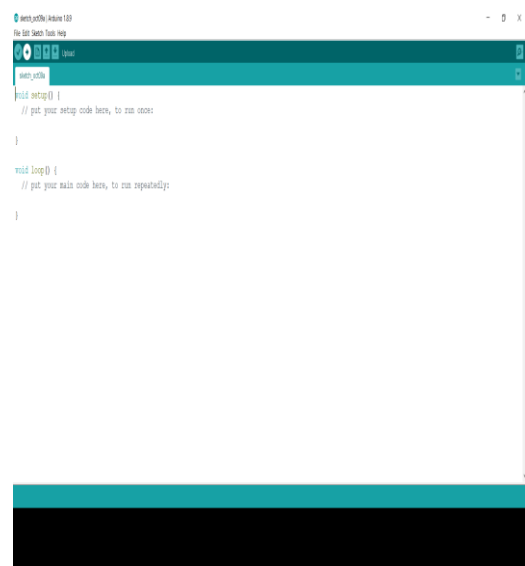 sketch_oct09a | Arduino 1.8.9
File Edit Sketch Tools Help
Upload
sketch_oct09a
void setup() {
  // put your setup code here, to run once:
}
void loop() {
  // put your main code here, to run repeatedly:
}